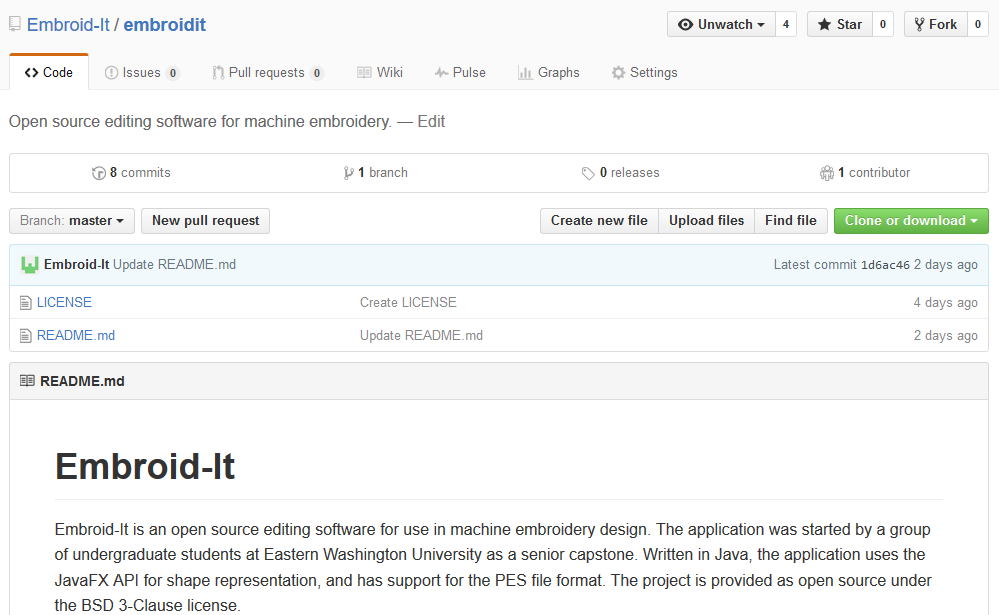 Embroid-It / embroidit Unwatch 4 Star 0 Fork 0
Code Issues 0 Pull requests 0 Wiki Pulse Graphs Settings
Open source editing software for machine embroidery. — Edit
8 commits 1 branch 0 releases 1 contributor
Branch: master New pull request Create new file Upload files Find file Clone or download
Embroid-It Update README.md Latest commit 1d6ac46 2 days ago
LICENSE Create LICENSE 4 days ago
README.md Update README.md 2 days ago
README.md
Embroid-It
Embroid-It is an open source editing software for use in machine embroidery design. The application was started by a group
of undergraduate students at Eastern Washington University as a senior capstone. Written in Java, the application uses the
JavaFX API for shape representation, and has support for the PES file format. The project is provided as open source under
the BSD 3-Clause license.